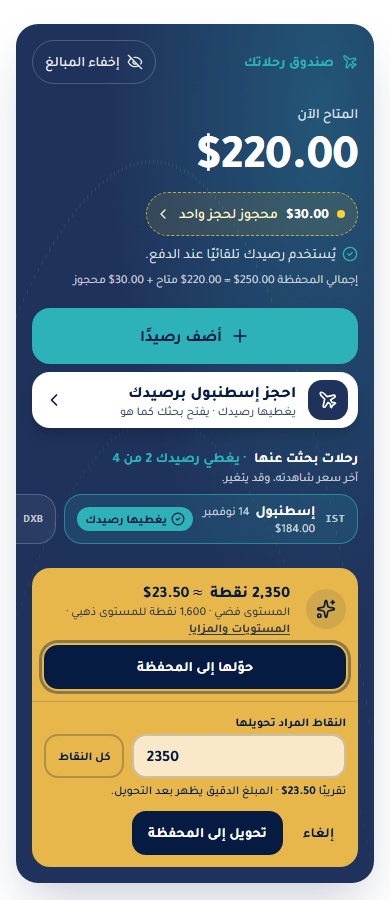 صندوق رحلاتك
إخفاء المبالغ
المتاح الآن
$220.00
$30.00 محجوز لحجز واحد
يُستخدم رصيدك تلقائيًا عند الدفع.
إجمالي المحفظة $250.00 = $220.00 متاح + $30.00 محجوز
أضف رصيدًا
احجز إسطنبول برصيدك
يغطيها رصيدك · يفتح بحثك كما هو
رحلات بحثت عنها · يغطي رصيدك 2 من 4
آخر سعر شاهدته، وقد يتغير.
IST إسطنبول 14 نوفمبر
$184.00
يغطيها رصيدك
DXB
2,350 نقطة ≈ $23.50
المستوى فضي · 1,600 نقطة للمستوى ذهبي ·
المستويات والمزايا
حوّلها إلى المحفظة
النقاط المراد تحويلها
2350
كل النقاط
تقريبًا $23.50 · المبلغ الدقيق يظهر بعد التحويل.
إلغاء
تحويل إلى المحفظة